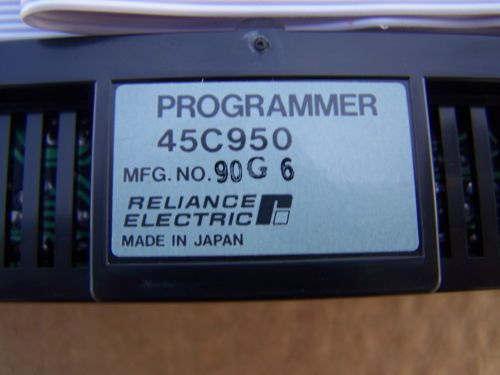 PROGRAMMER
45C950
MFG. NO. 90G 6
RELIANCE
ELECTRIC
MADE IN JAPAN